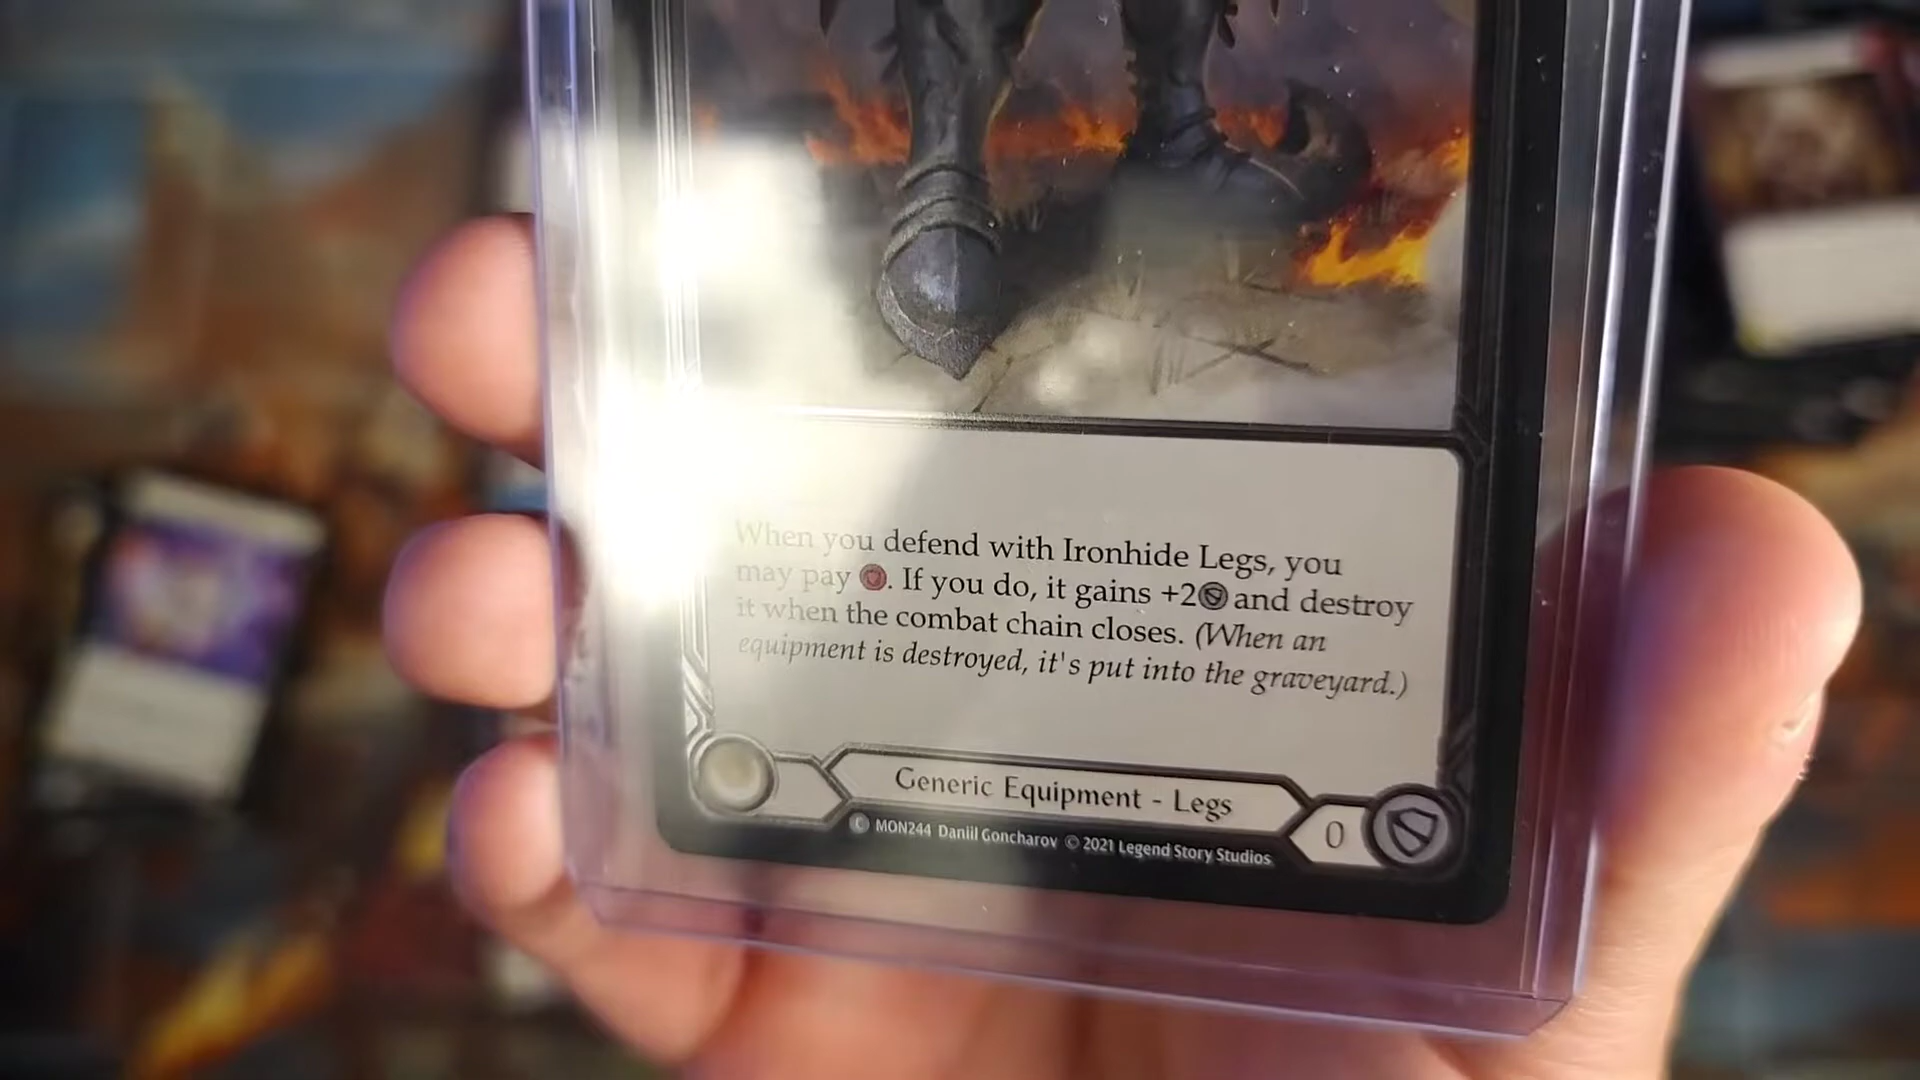 When you defend with Ironhide Legs, you
may pay . If you do, it gains +2 and destroy
it when the combat chain closes. (When an
equipment is destroyed, it's put into the graveyard.)
Generic Equipment - Legs
0
C MON244 Daniil Goncharov © 2021 Legend Story Studios